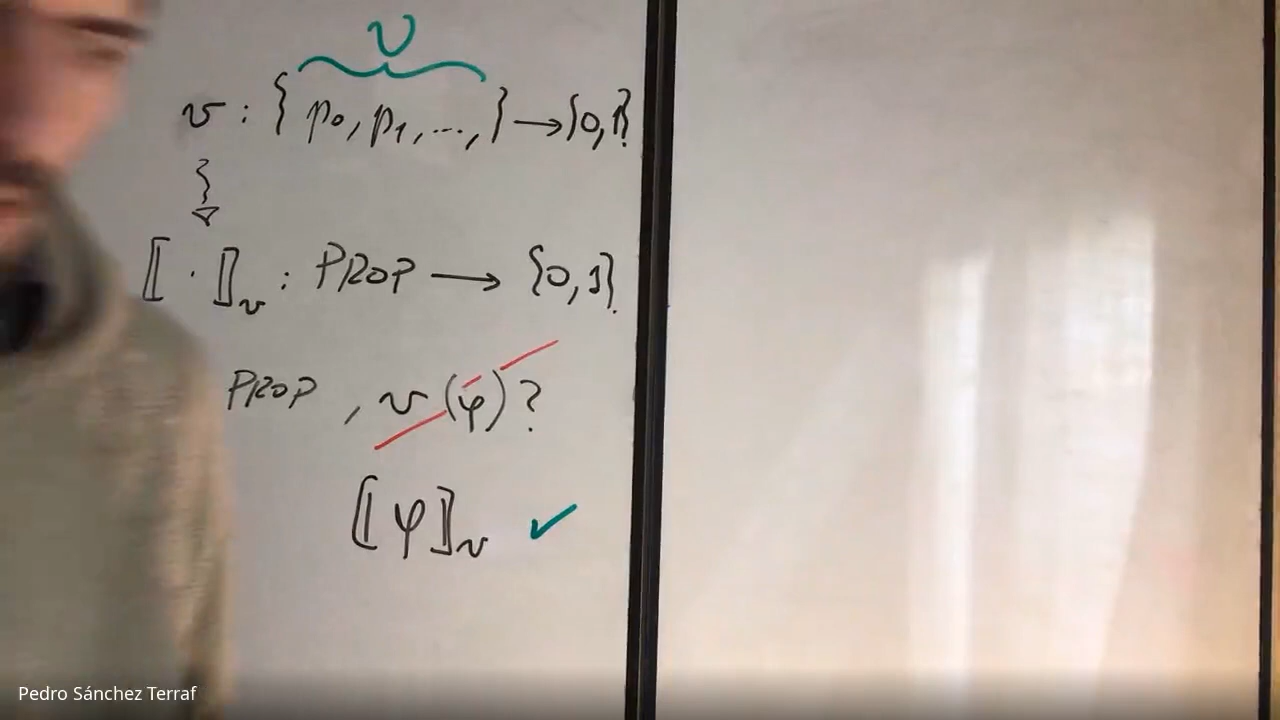 𝒱
v : { p₀, p₁, ..., } → {0,1}
⟦ · ⟧ᵥ : PROP → {0,1}.
PROP , v(φ)?
⟦φ⟧ᵥ ✓
Pedro Sánchez Terraf